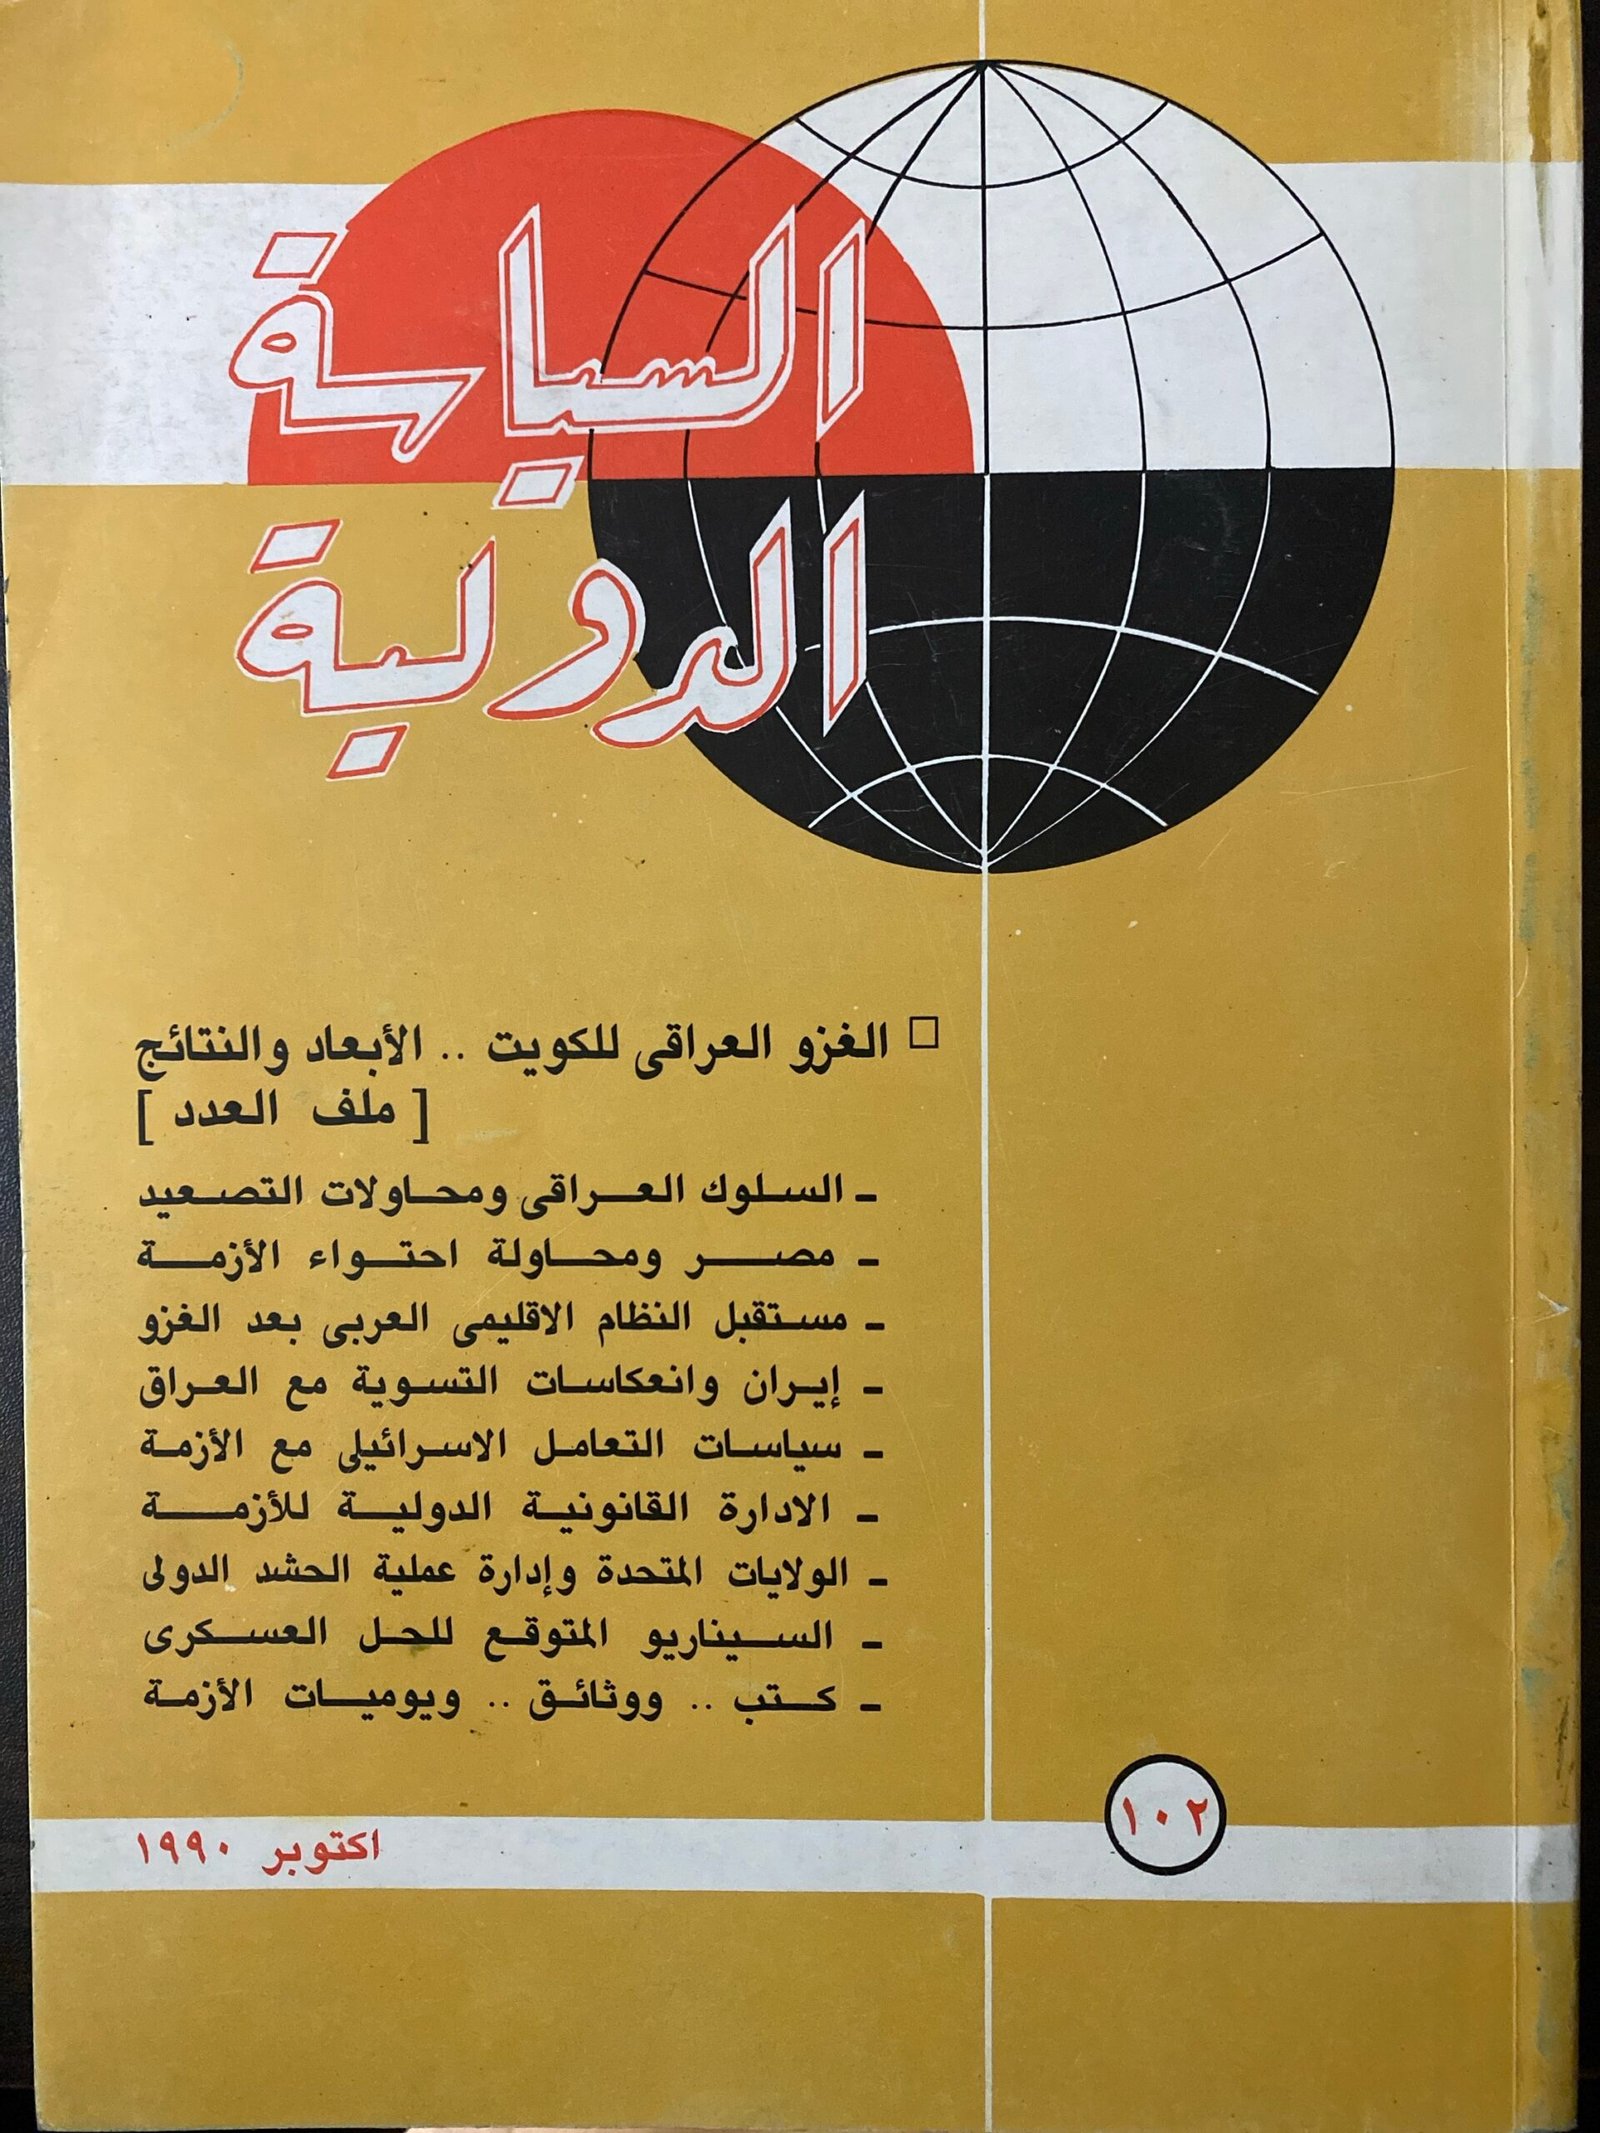 السياسة
الدولية
□ الغزو العراقى للكويت .. الأبعاد والنتائج
[ ملف العدد ]
ـ السلوك العراقى ومحاولات التصعيد
ـ مصر ومحاولة احتواء الأزمة
ـ مستقبل النظام الاقليمى العربى بعد الغزو
ـ إيران وانعكاسات التسوية مع العراق
ـ سياسات التعامل الاسرائيلى مع الأزمة
ـ الادارة القانونية الدولية للأزمة
ـ الولايات المتحدة وإدارة عملية الحشد الدولى
ـ السيناريو المتوقع للحل العسكرى
ـ كتب .. ووثائق .. ويوميات الأزمة
١٠٢
اكتوبر ١٩٩٠